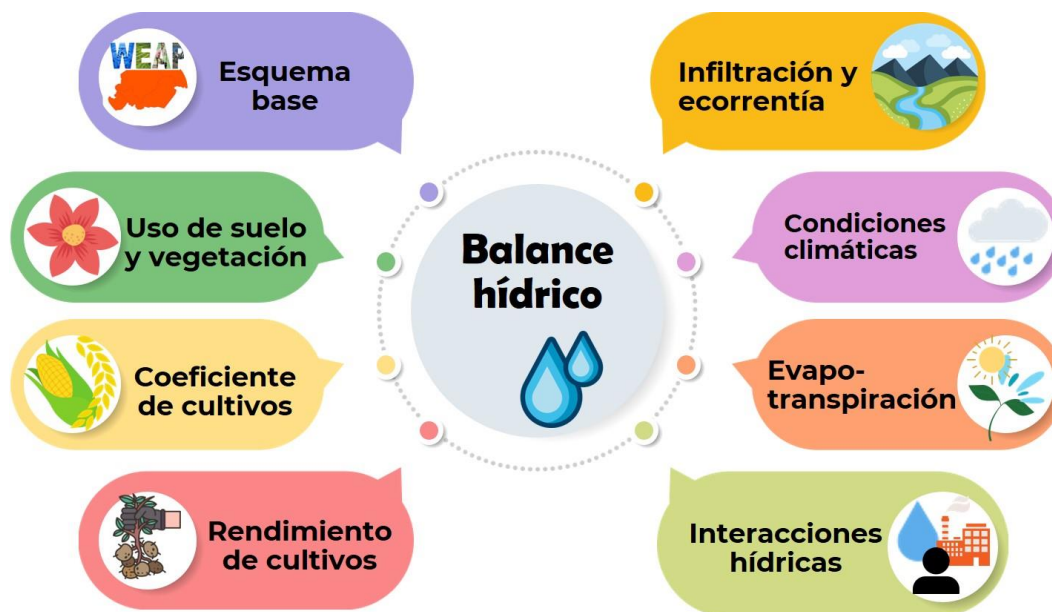 WEAP
Esquema
base
Infiltración y
ecorrentía
Uso de suelo
y vegetación
Balance
hídrico
Condiciones
climáticas
Coeficiente
de cultivos
Evapo-
transpiración
Rendimiento
de cultivos
Interacciones
hídricas